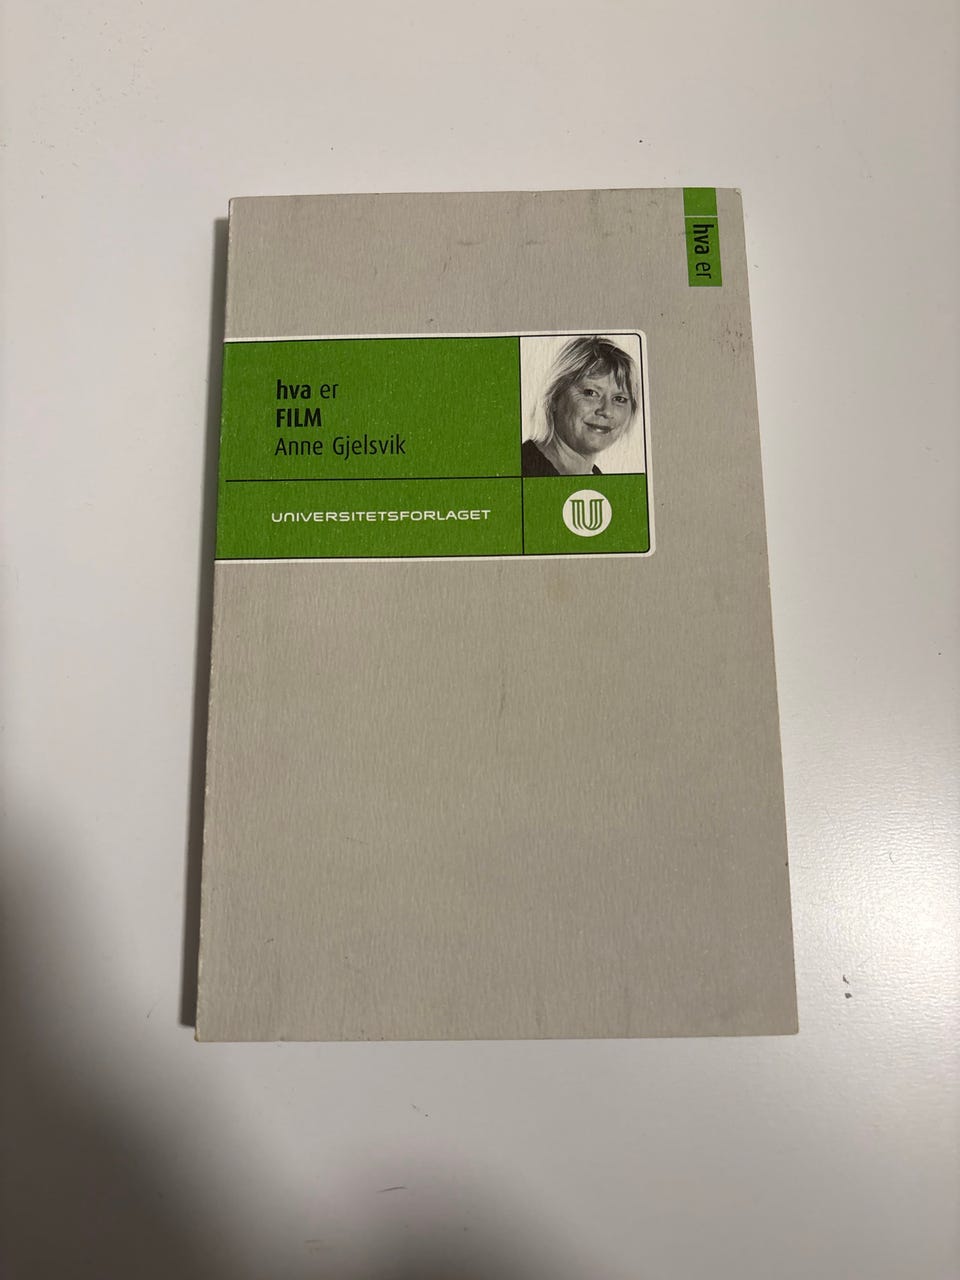 hva er
hva er
FILM
Anne Gjelsvik
UNIVERSITETSFORLAGET
U